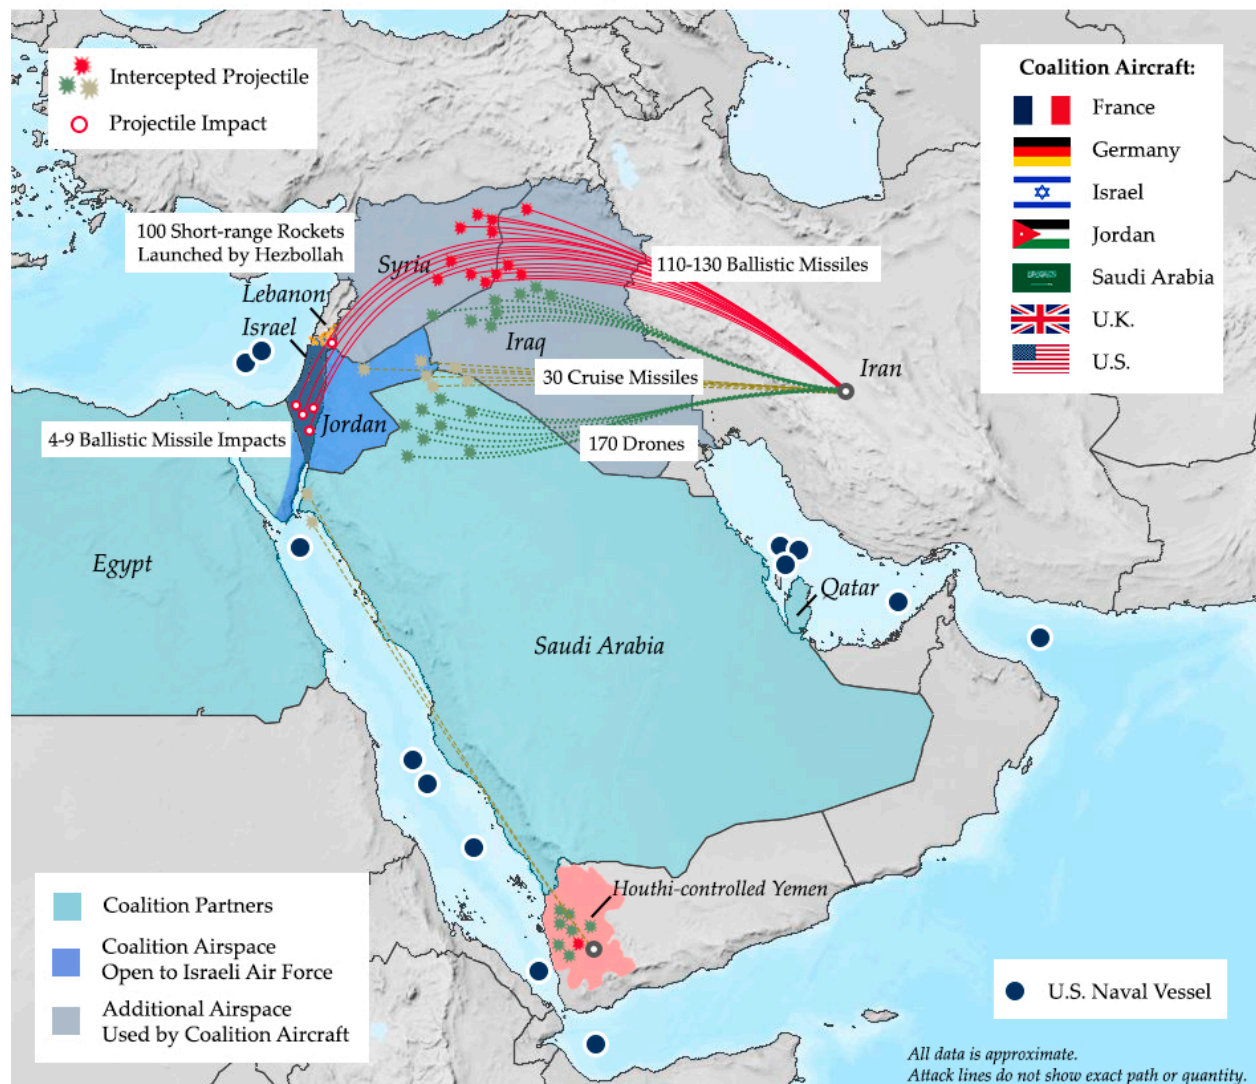 Intercepted Projectile
Projectile Impact
Coalition Aircraft:
France
Germany
Israel
Jordan
Saudi Arabia
U.K.
U.S.
100 Short-range Rockets
Launched by Hezbollah
Syria
110-130 Ballistic Missiles
Lebanon
Israel
Iraq
Iran
30 Cruise Missiles
Jordan
4-9 Ballistic Missile Impacts
170 Drones
Egypt
Qatar
Saudi Arabia
Houthi-controlled Yemen
Coalition Partners
Coalition Airspace
Open to Israeli Air Force
Additional Airspace
Used by Coalition Aircraft
U.S. Naval Vessel
All data is approximate.
Attack lines do not show exact path or quantity.